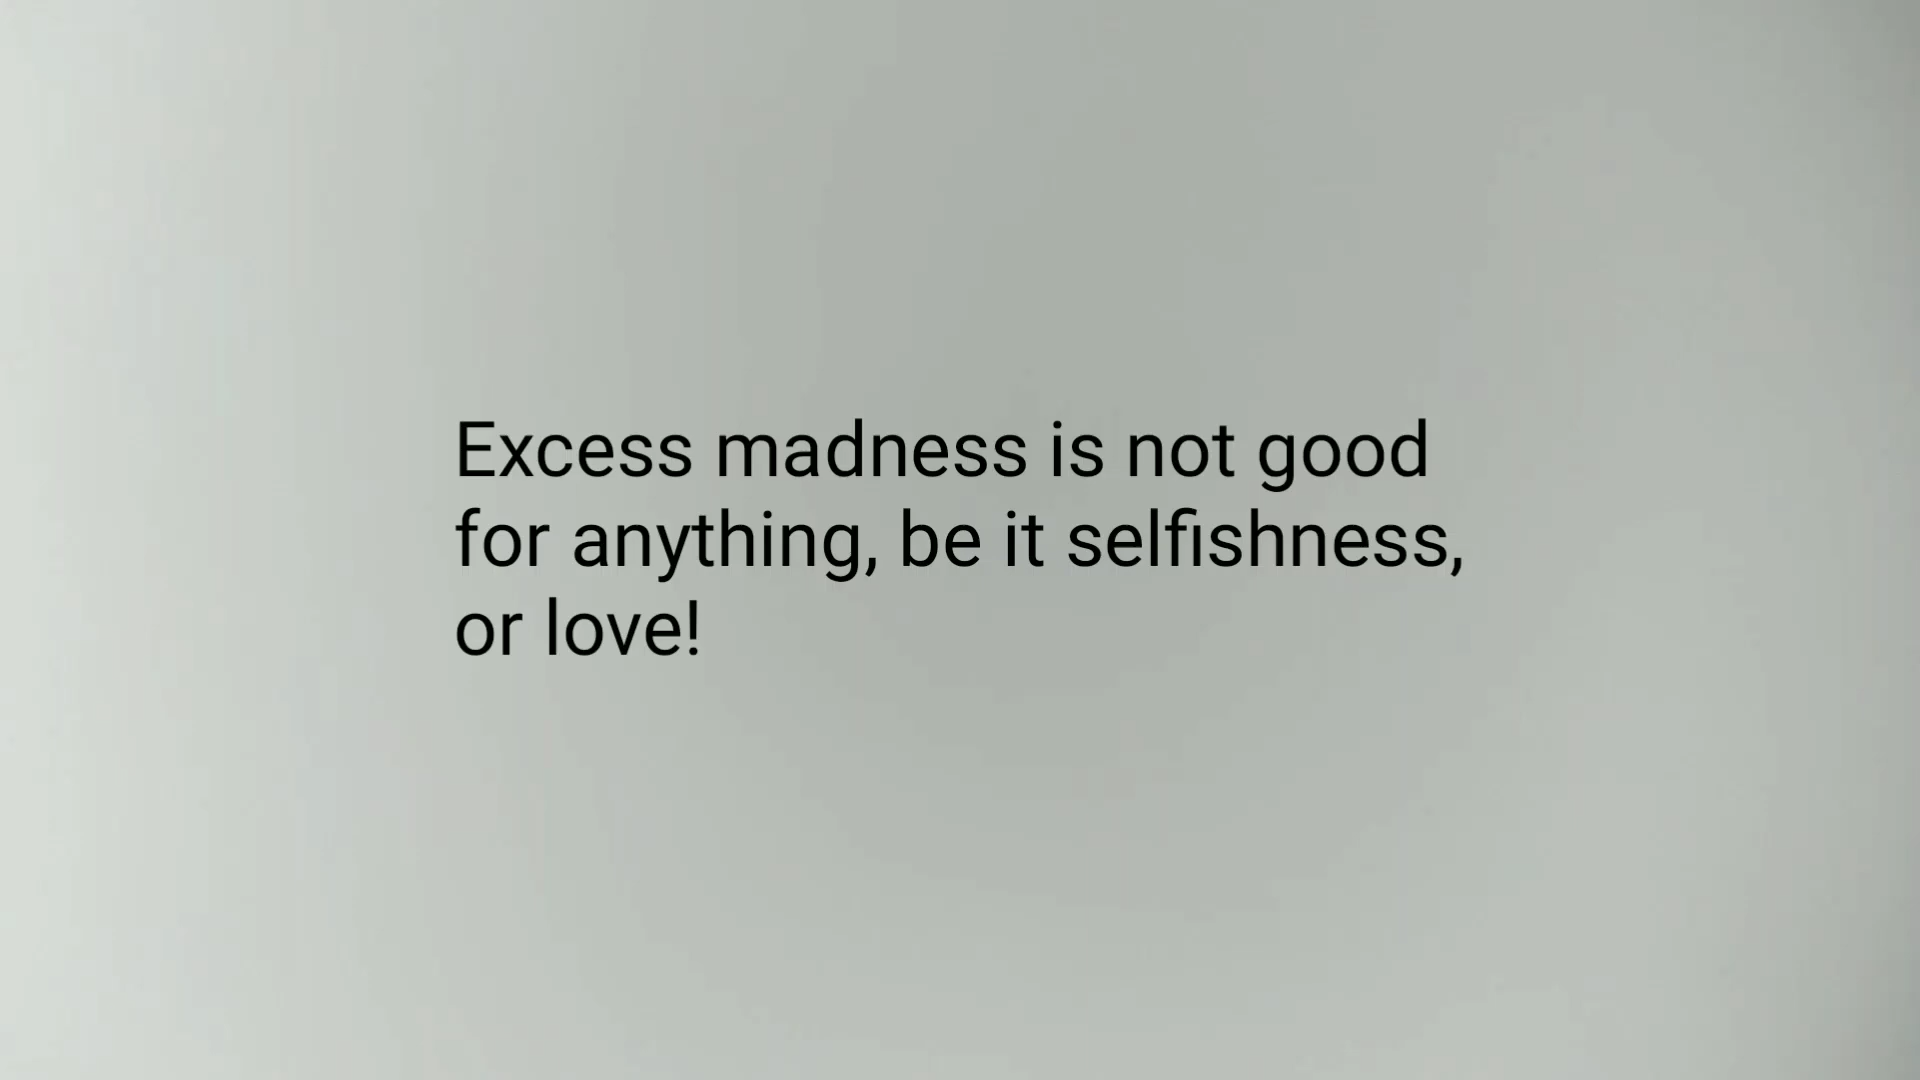 Excess madness is not good
for anything, be it selfishness,
or love!